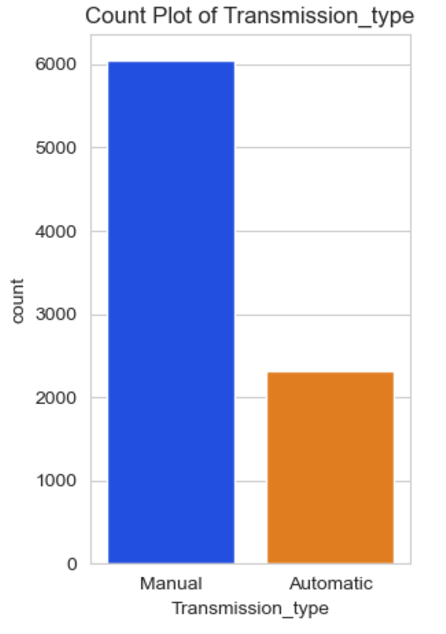 Count Plot of Transmission_type
6000
5000
4000
3000
2000
1000
0
count
Manual Automatic
Transmission_type